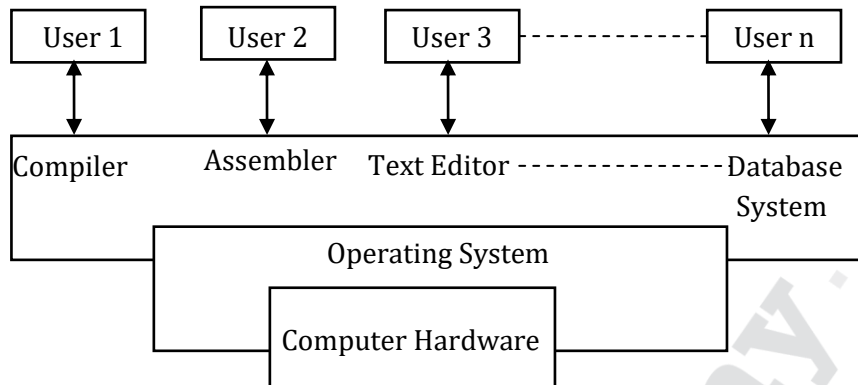 User 1 User 2 User 3 User n
Compiler Assembler Text Editor Database
System
Operating System
Computer Hardware